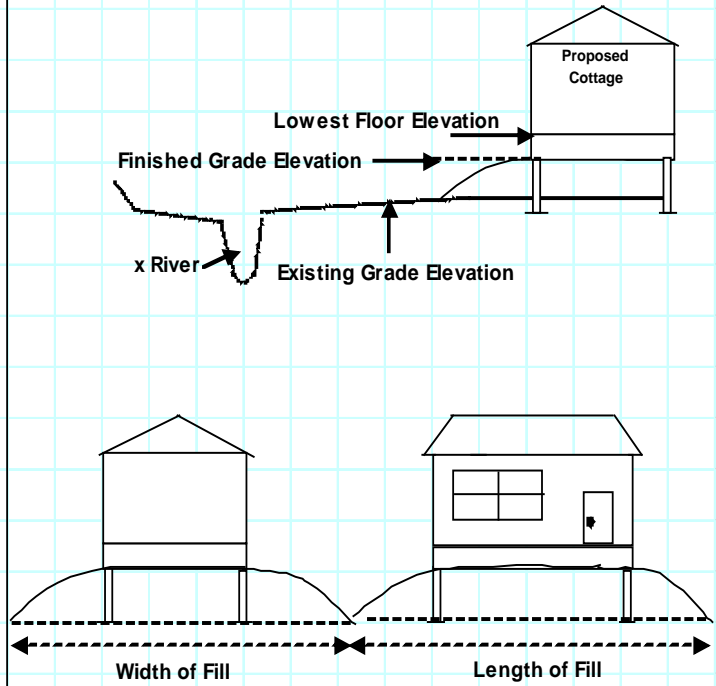 Proposed
Cottage
Lowest Floor Elevation
Finished Grade Elevation
x River
Existing Grade Elevation
Width of Fill
Length of Fill